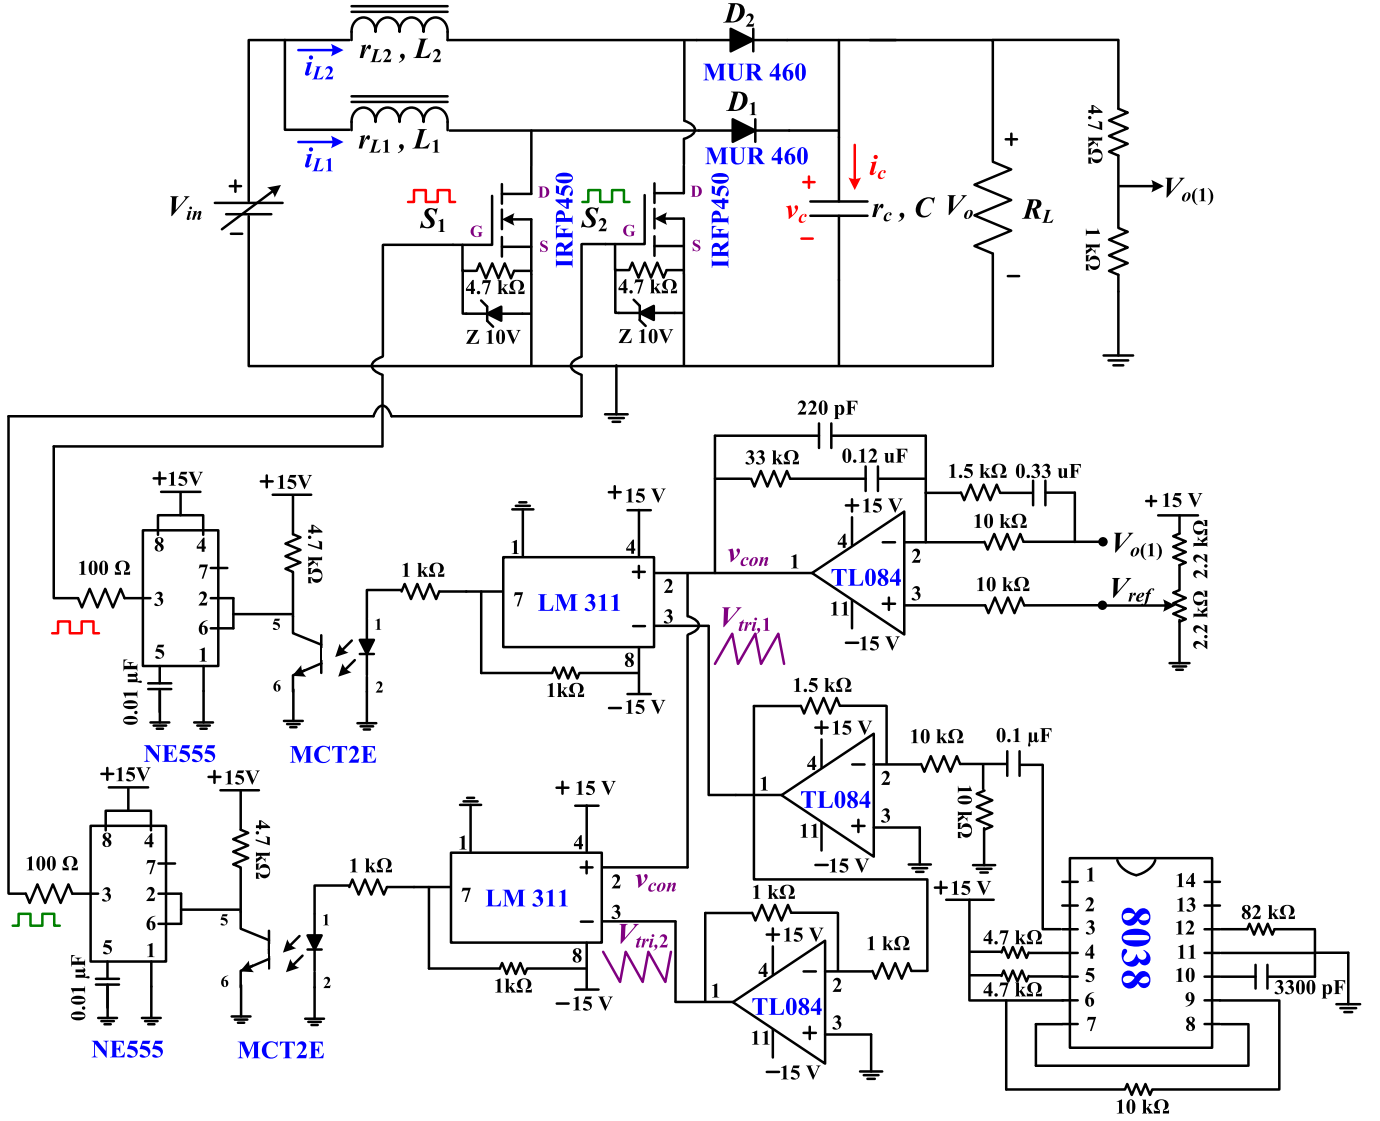 D2
rL2 , L2
iL2
MUR 460
D1
rL1 , L1
iL1
MUR 460
4.7 kΩ
Vo(1)
1 kΩ
+
Vin
−
S1
D
G
S
IRFP450
4.7 kΩ
Z 10V
S2
D
G
S
IRFP450
4.7 kΩ
Z 10V
ic
+
vc
−
rc , C
+
Vo
−
RL
220 pF
33 kΩ
0.12 uF
1.5 kΩ
0.33 uF
10 kΩ
+15 V
4
−
2
1
TL084
11
+
3
−15 V
10 kΩ
Vo(1)
Vref
+15 V
2.2 kΩ
2.2 kΩ
+15V
8
4
7
100 Ω
3
2
6
5
1
0.01 µF
NE555
+15V
4.7 kΩ
5
6
1
2
MCT2E
1 kΩ
1
+15 V
4
+
2
7
LM 311
−
3
8
1kΩ
−15 V
vcon
Vtri,1
1.5 kΩ
+15 V
4
−
2
1
TL084
11
+
3
−15 V
10 kΩ
0.1 µF
10 kΩ
+15V
8
4
7
100 Ω
3
2
6
5
1
0.01 µF
NE555
+15V
4.7 kΩ
5
6
1
2
MCT2E
1 kΩ
1
+15 V
4
+
2
7
LM 311
−
3
8
1kΩ
−15 V
vcon
Vtri,2
1 kΩ
+15 V
4
−
2
1
TL084
11
+
3
−15 V
1 kΩ
+15 V
4.7 kΩ
4.7 kΩ
1
2
3
4
5
6
7
8038
14
13
12
11
10
9
8
82 kΩ
3300 pF
10 kΩ